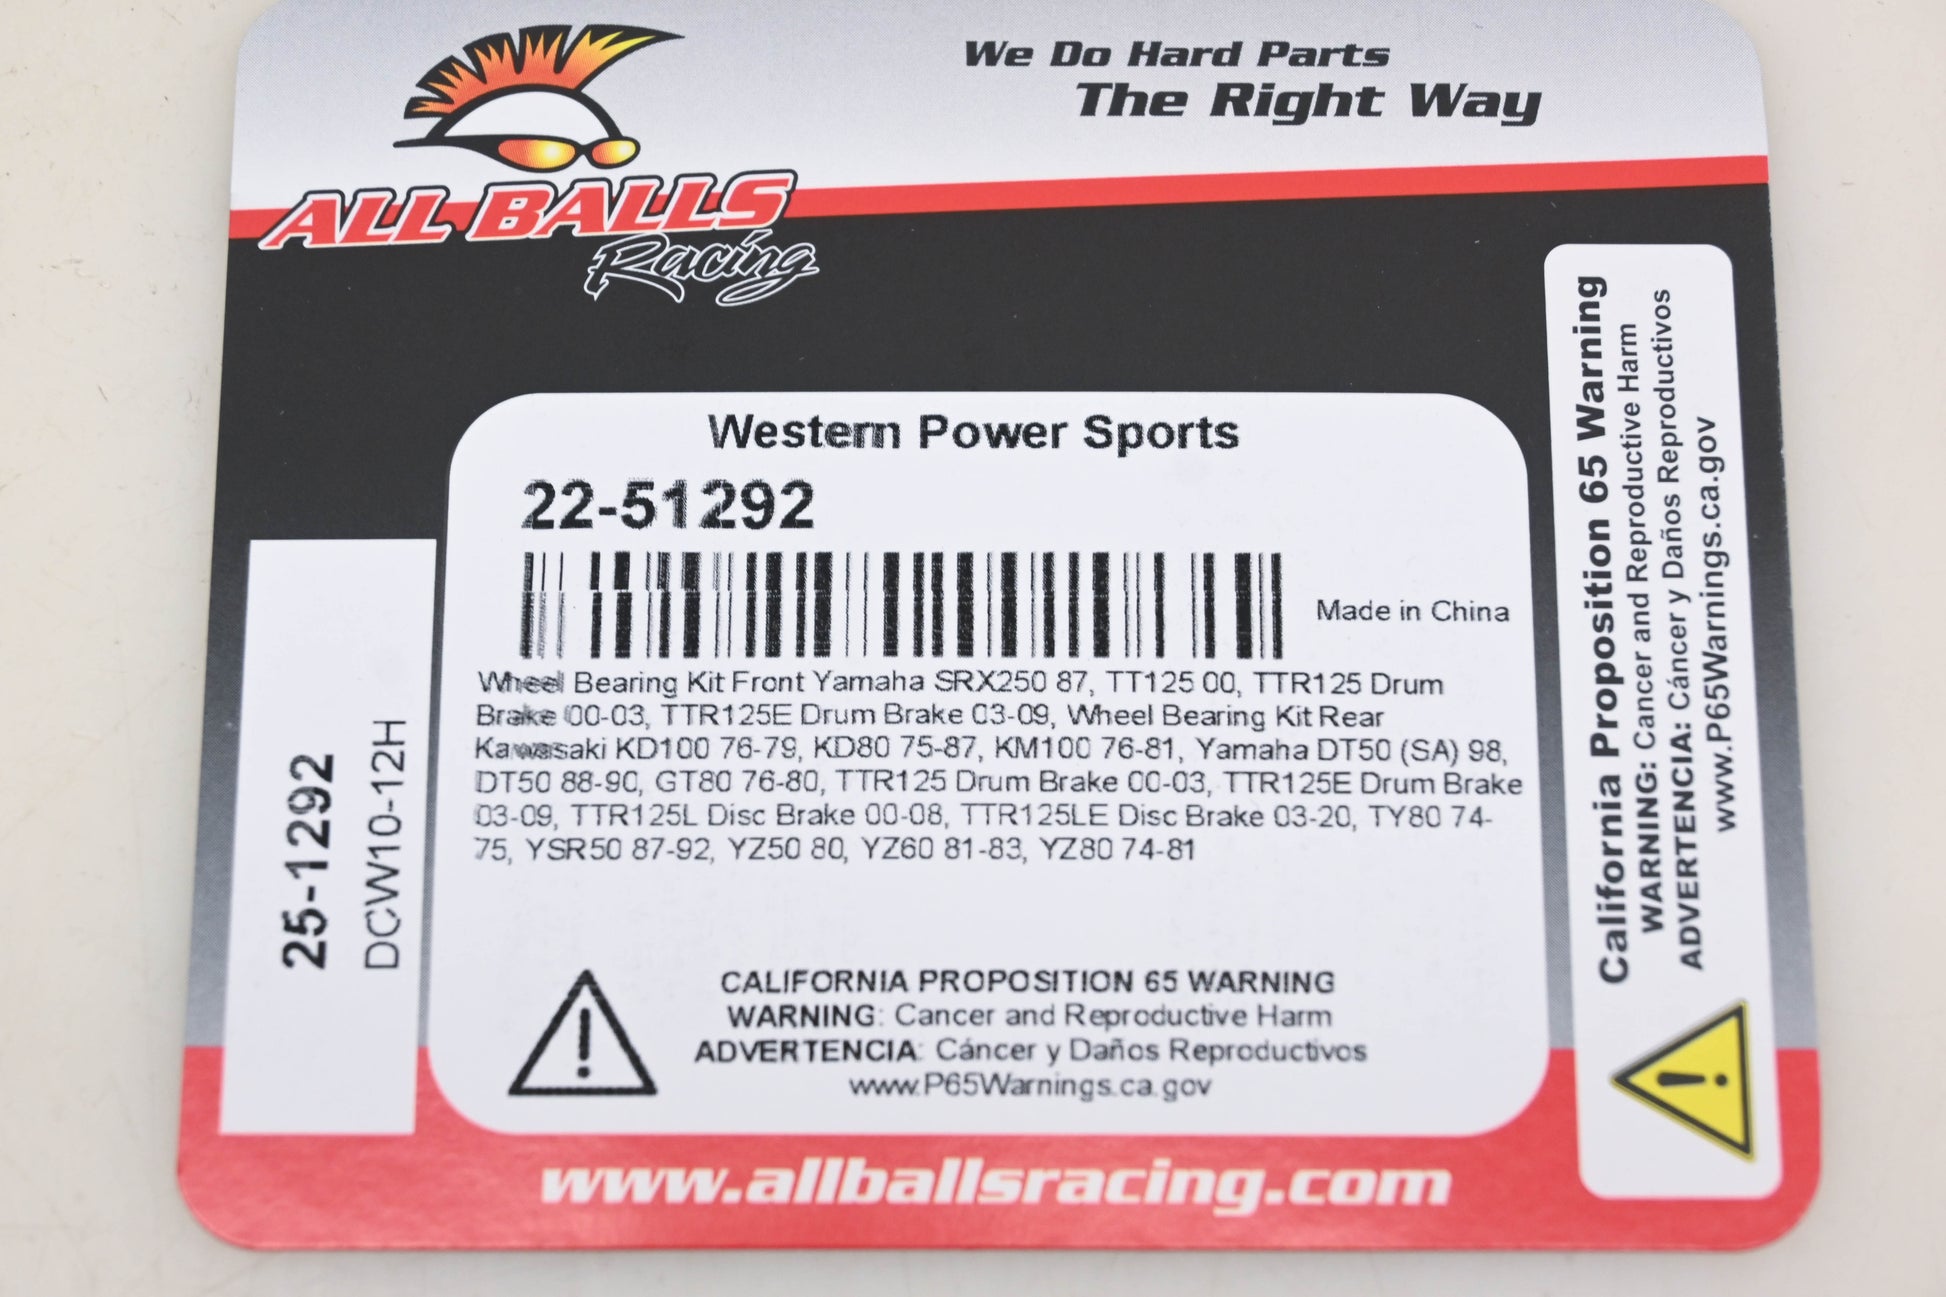 We Do Hard Parts
The Right Way
ALL BALLS
Racing
Western Power Sports
22-51292
Made in China
Wheel Bearing Kit Front Yamaha SRX250 87, TT125 00, TTR125 Drum
Brake 00-03, TTR125E Drum Brake 03-09, Wheel Bearing Kit Rear
Kawasaki KD100 76-79, KD80 75-87, KM100 76-81, Yamaha DT50 (SA) 98,
DT50 88-90, GT80 76-80, TTR125 Drum Brake 00-03, TTR125E Drum Brake
03-09, TTR125L Disc Brake 00-08, TTR125LE Disc Brake 03-20, TY80 74-
75, YSR50 87-92, YZ50 80, YZ60 81-83, YZ80 74-81
CALIFORNIA PROPOSITION 65 WARNING
WARNING: Cancer and Reproductive Harm
ADVERTENCIA: Cáncer y Daños Reproductivos
www.P65Warnings.ca.gov
25-1292
DCW10-12H
California Proposition 65 Warning
WARNING: Cancer and Reproductive Harm
ADVERTENCIA: Cáncer y Daños Reproductivos
www.P65Warnings.ca.gov
www.allballsracing.com